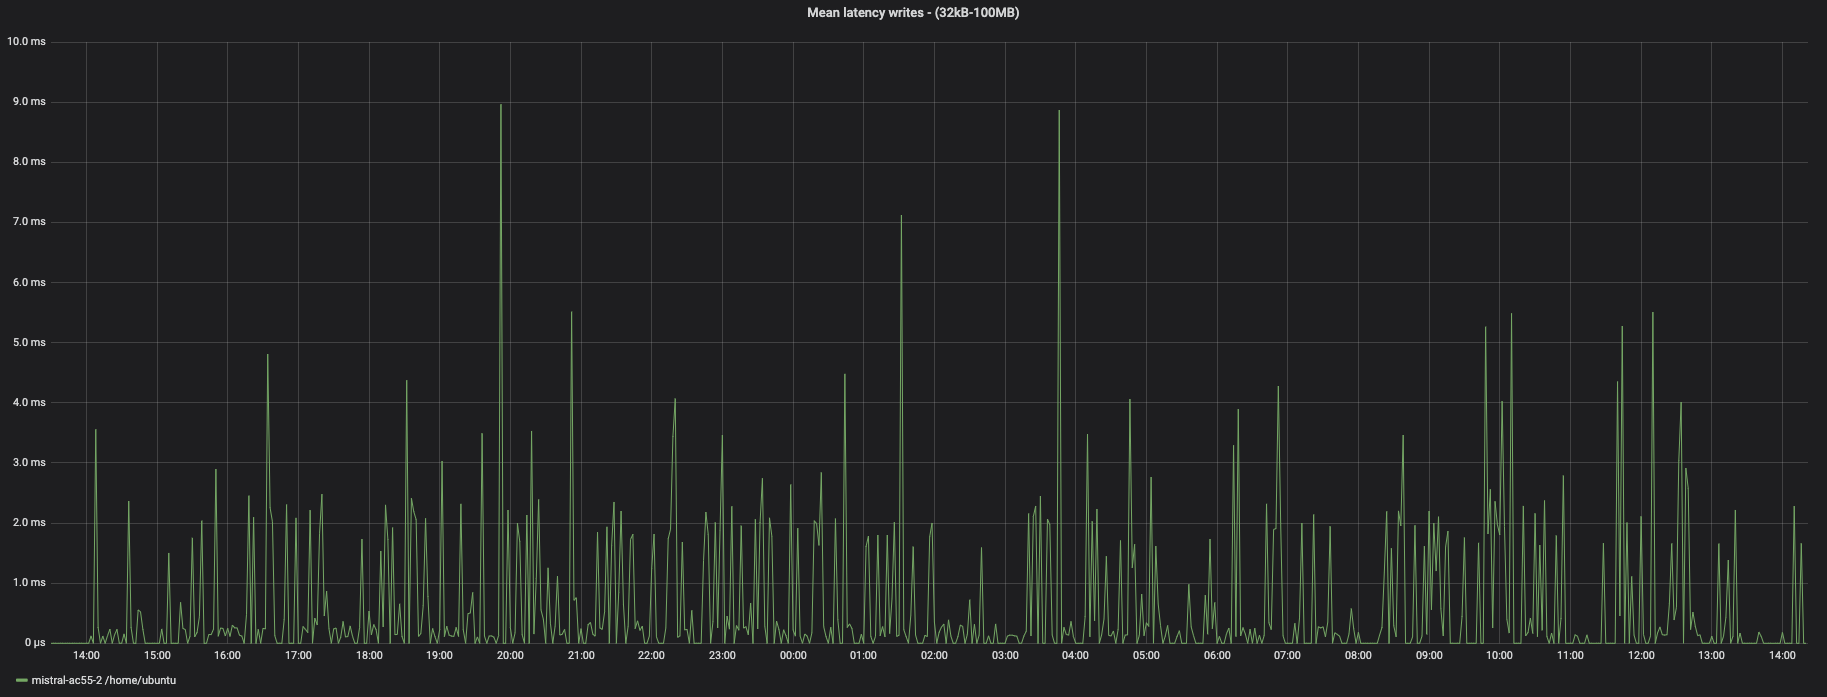 Mean latency writes - (32kB-100MB)
10.0 ms
9.0 ms
8.0 ms
7.0 ms
6.0 ms
5.0 ms
4.0 ms
3.0 ms
2.0 ms
1.0 ms
0 µs
14:00 15:00 16:00 17:00 18:00 19:00 20:00 21:00 22:00 23:00 00:00 01:00 02:00 03:00 04:00 05:00 06:00 07:00 08:00 09:00 10:00 11:00 12:00 13:00 14:00
mistral-ac55-2 /home/ubuntu